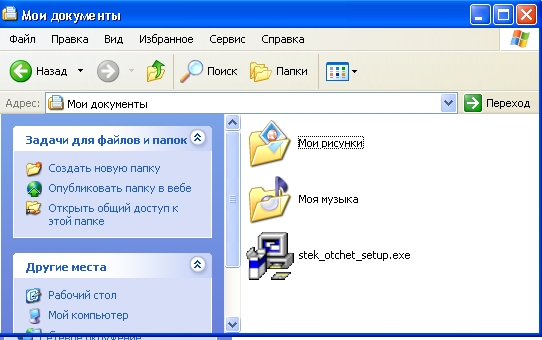 Мои документы
Файл Правка Вид Избранное Сервис Справка
Назад Поиск Папки
Адрес: Мои документы Переход
Задачи для файлов и папок
Создать новую папку
Опубликовать папку в вебе
Открыть общий доступ к
этой папке
Другие места
Рабочий стол
Мой компьютер
Сетевое окружение
Мои рисунки
Моя музыка
stek_otchet_setup.exe